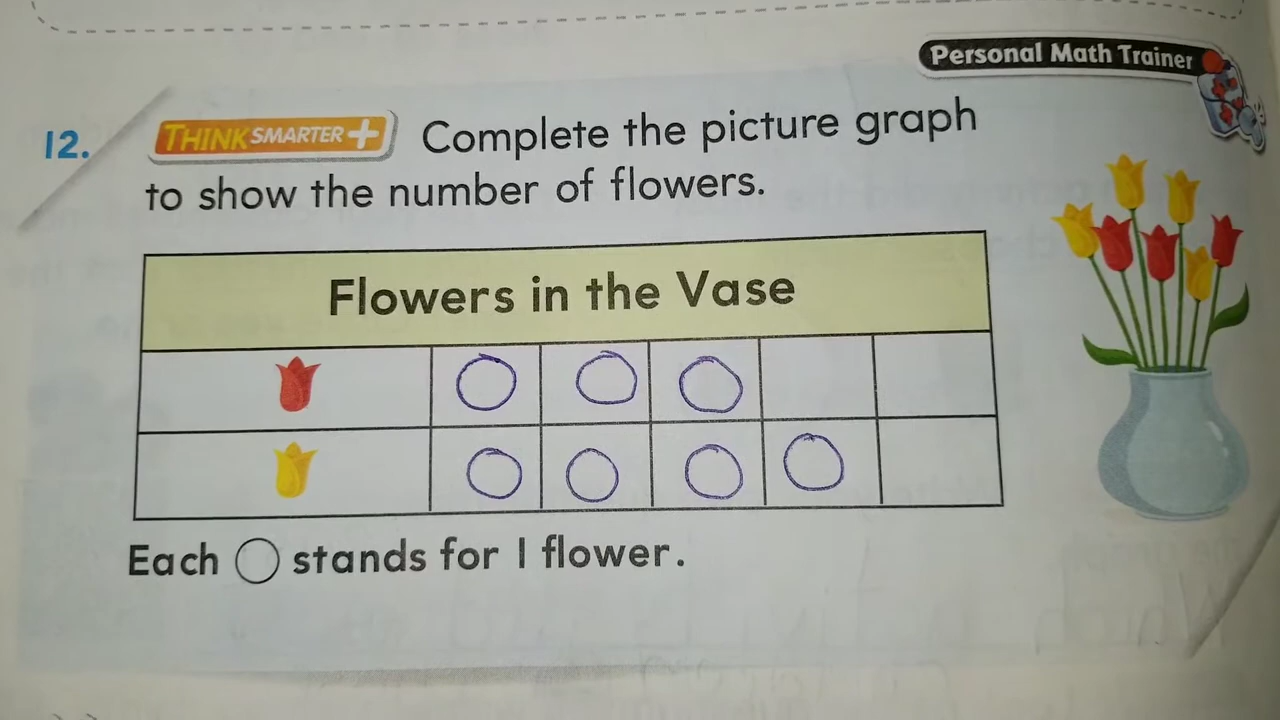 Personal Math Trainer
12. THINK SMARTER + Complete the picture graph
to show the number of flowers.
Flowers in the Vase
Each ◯ stands for 1 flower.